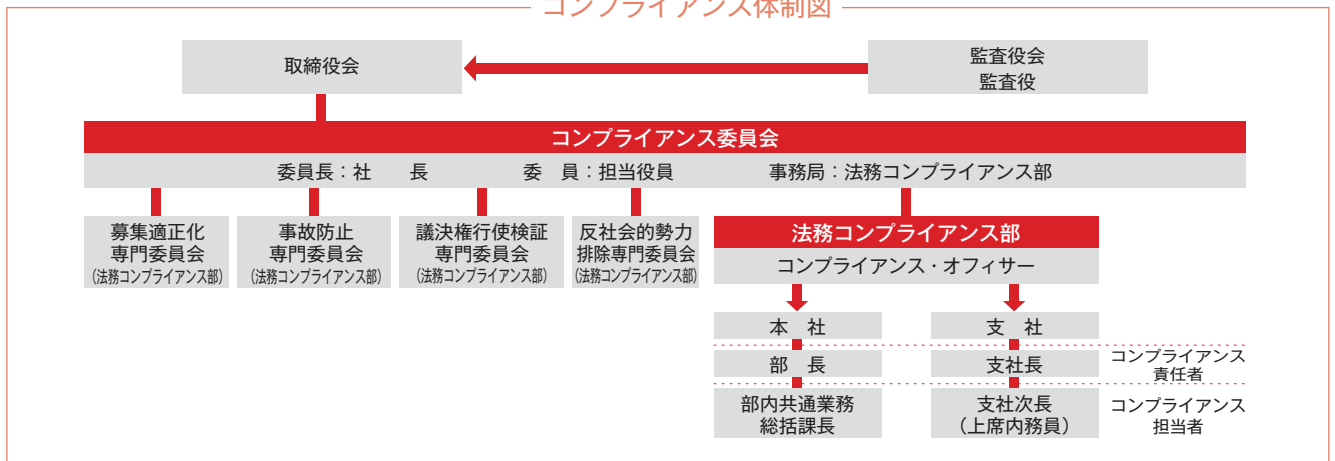 コンプライアンス体制図
取締役会
監査役会
監査役
コンプライアンス委員会
委員長：社　長　委　員：担当役員　事務局：法務コンプライアンス部
募集適正化
専門委員会
（法務コンプライアンス部）
事故防止
専門委員会
（法務コンプライアンス部）
議決権行使検証
専門委員会
（法務コンプライアンス部）
反社会的勢力
排除専門委員会
（法務コンプライアンス部）
法務コンプライアンス部
コンプライアンス・オフィサー
本　社
支　社
部　長
支社長
コンプライアンス
責任者
部内共通業務
総括課長
支社次長
（上席内務員）
コンプライアンス
担当者